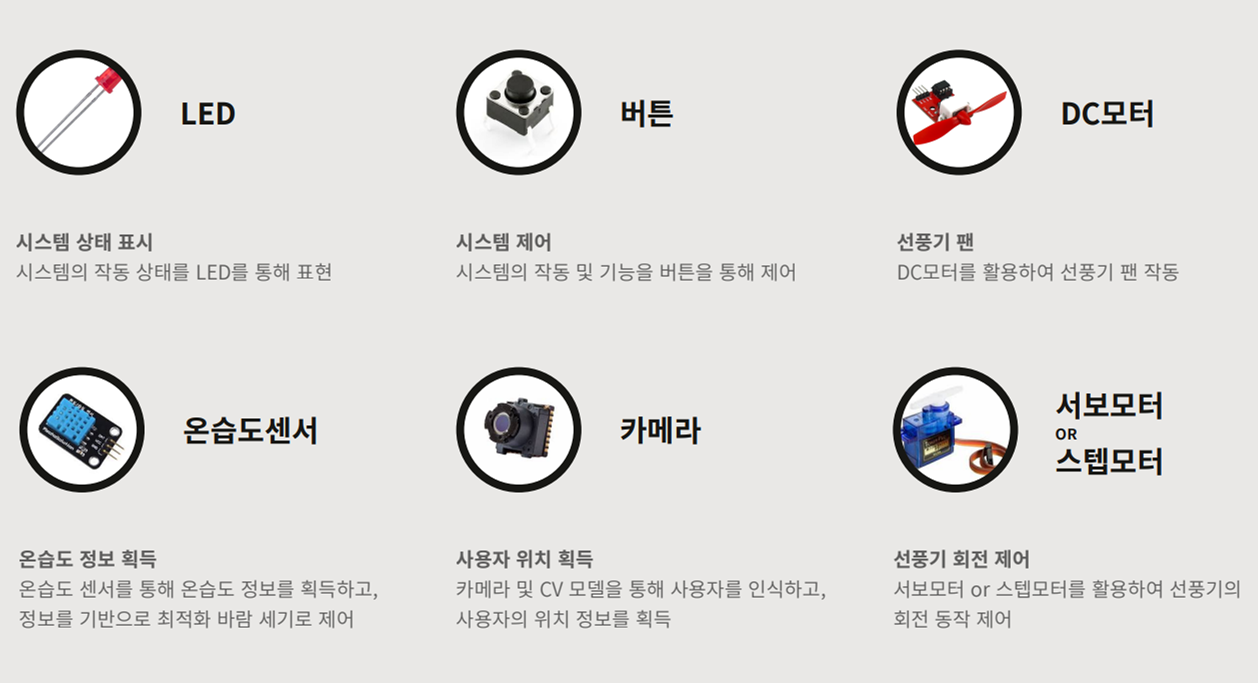 LED
버튼
DC모터
시스템 상태 표시
시스템의 작동 상태를 LED를 통해 표현
시스템 제어
시스템의 작동 및 기능을 버튼을 통해 제어
선풍기 팬
DC모터를 활용하여 선풍기 팬 작동
온습도센서
카메라
서보모터
OR
스텝모터
온습도 정보 획득
온습도 센서를 통해 온습도 정보를 획득하고,
정보를 기반으로 최적화 바람 세기로 제어
사용자 위치 획득
카메라 및 CV 모델을 통해 사용자를 인식하고,
사용자의 위치 정보를 획득
선풍기 회전 제어
서보모터 or 스텝모터를 활용하여 선풍기의
회전 동작 제어